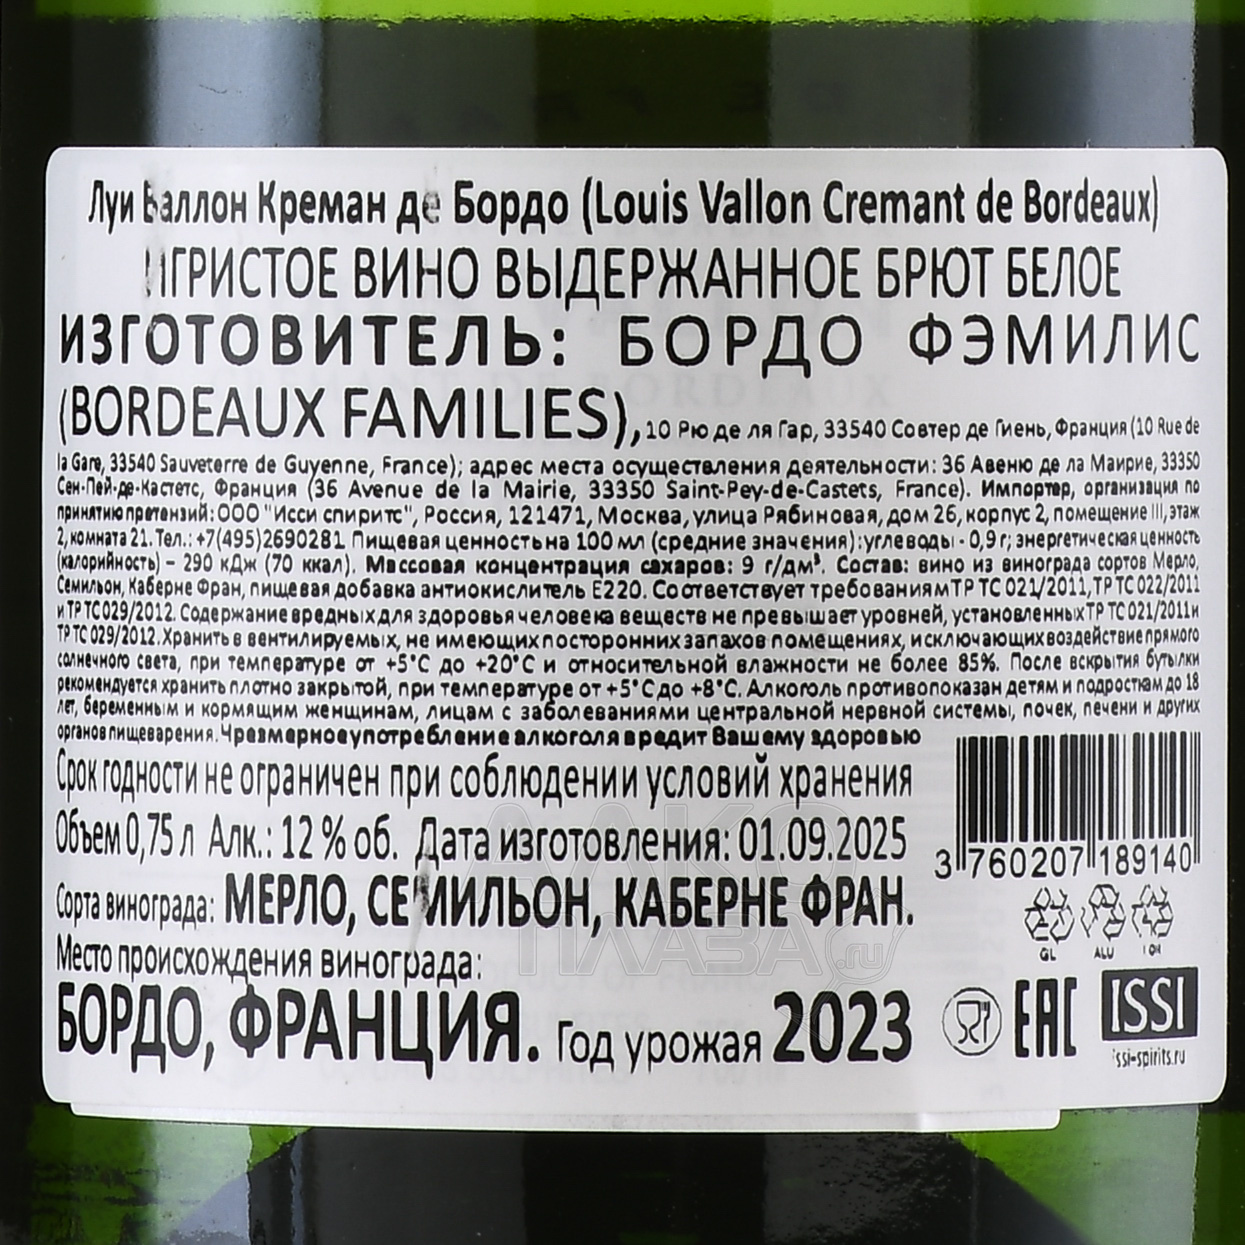 Луи Валлон Креман де Бордо (Louis Vallon Cremant de Bordeaux)
ИГРИСТОЕ ВИНО ВЫДЕРЖАННОЕ БРЮТ БЕЛОЕ
ИЗГОТОВИТЕЛЬ: БОРДО ФЭМИЛИС
(BORDEAUX FAMILIES), 10 Рю де ля Гар, 33540 Совтер де Гиень, Франция (10 Rue de
la Gare, 33540 Sauveterre de Guyenne, France); адрес места осуществления деятельности: 36 Авеню де ла Маирие, 33350
Сен-Пей-де-Кастетс, Франция (36 Avenue de la Mairie, 33350 Saint-Pey-de-Castets, France). Импортер, организация по
принятию претензий: ООО "Исси спиритс", Россия, 121471, Москва, улица Рябиновая, дом 26, корпус 2, помещение III, этаж
2, комната 21. Тел.: +7(495)2690281 Пищевая ценность на 100 мл (средние значения): углеводы - 0,9 г; энергетическая ценность
(калорийность) – 290 кДж (70 ккал). Массовая концентрация сахаров: 9 г/дм³. Состав: вино из винограда сортов Мерло,
Семильон, Каберне Фран, пищевая добавка антиокислитель Е220. Соответствует требованиям ТР ТС 021/2011, ТР ТС 022/2011
и ТР ТС 029/2012. Содержание вредных для здоровья человека веществ не превышает уровней, установленных ТР ТС 021/2011 и
ТР ТС 029/2012. Хранить в вентилируемых, не имеющих посторонних запахов помещениях, исключающих воздействие прямого
солнечного света, при температуре от +5°С до +20°С и относительной влажности не более 85%. После вскрытия бутылки
рекомендуется хранить плотно закрытой, при температуре от +5°С до +8°С. Алкоголь противопоказан детям и подросткам до 18
лет, беременным и кормящим женщинам, лицам с заболеваниями центральной нервной системы, почек, печени и других
органов пищеварения. Чрезмерное употребление алкоголя вредит Вашему здоровью
Срок годности не ограничен при соблюдении условий хранения
Объем 0,75 л Алк.: 12 % об. Дата изготовления: 01.09.2025
3 760207 189140
Сорта винограда: МЕРЛО, СЕМИЛЬОН, КАБЕРНЕ ФРАН.
GL ALU
Место происхождения винограда:
БОРДО, ФРАНЦИЯ. Год урожая 2023
EAC
ISSI
issi-spirits.ru
АЛКО
ПЛАЗА.ru